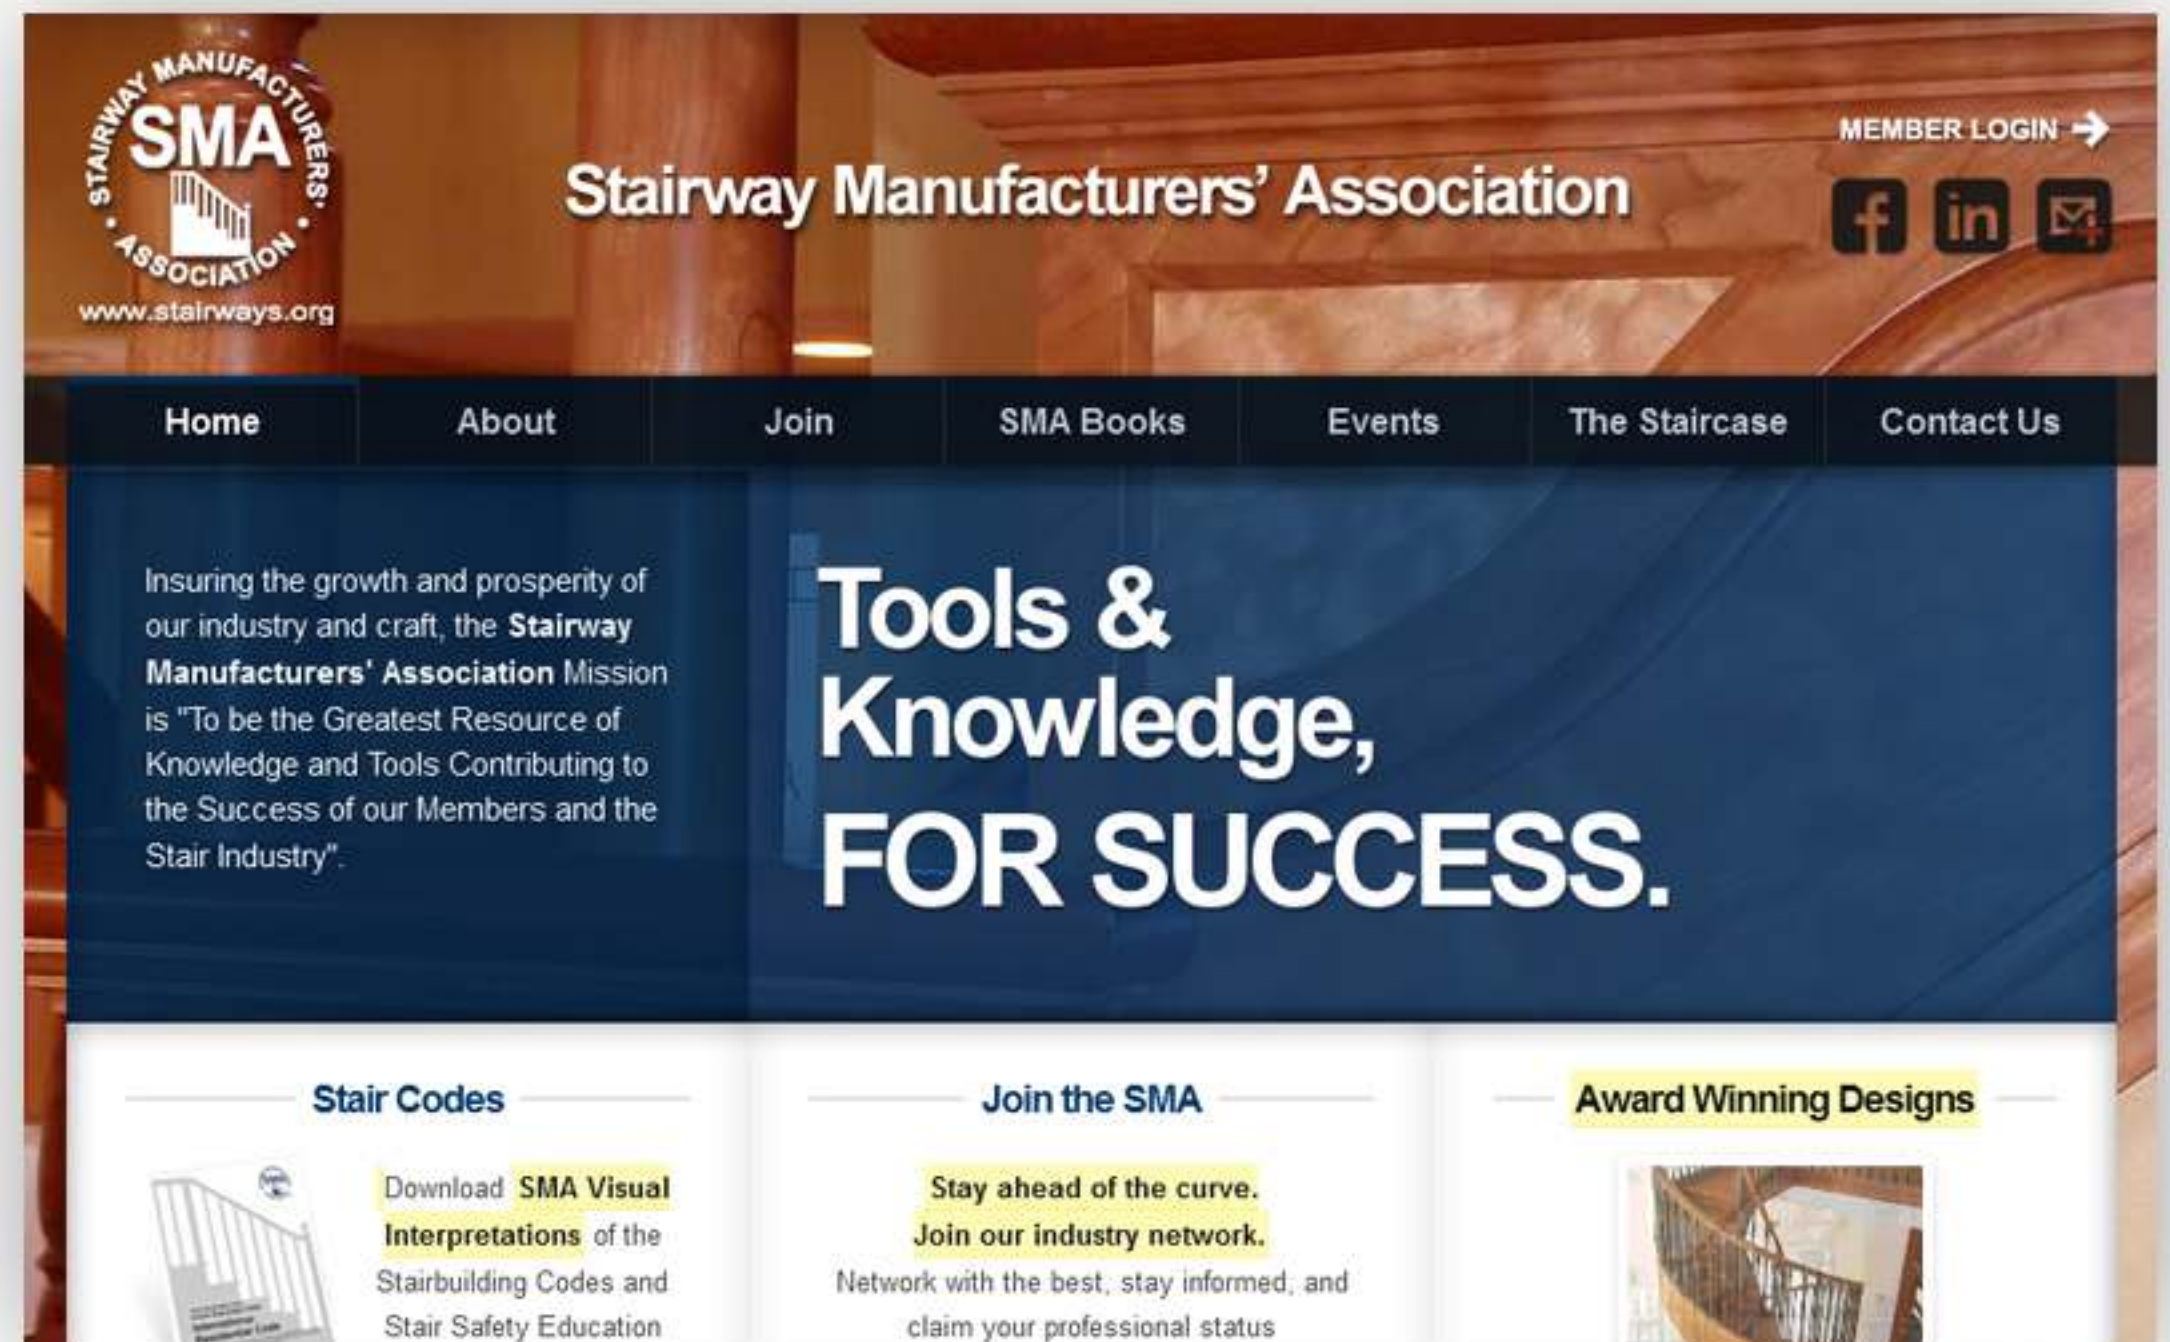 STAIRWAY MANUFACTURERS'
SMA
• ASSOCIATION •
www.stairways.org
Stairway Manufacturers’ Association
MEMBER LOGIN
Home
About
Join
SMA Books
Events
The Staircase
Contact Us
Insuring the growth and prosperity of
our industry and craft, the Stairway
Manufacturers' Association Mission
is "To be the Greatest Resource of
Knowledge and Tools Contributing to
the Success of our Members and the
Stair Industry".
Tools &
Knowledge,
FOR SUCCESS.
Stair Codes
Download SMA Visual
Interpretations of the
Stairbuilding Codes and
Stair Safety Education
International
Residential Code
Join the SMA
Stay ahead of the curve.
Join our industry network.
Network with the best, stay informed, and
claim your professional status
Award Winning Designs